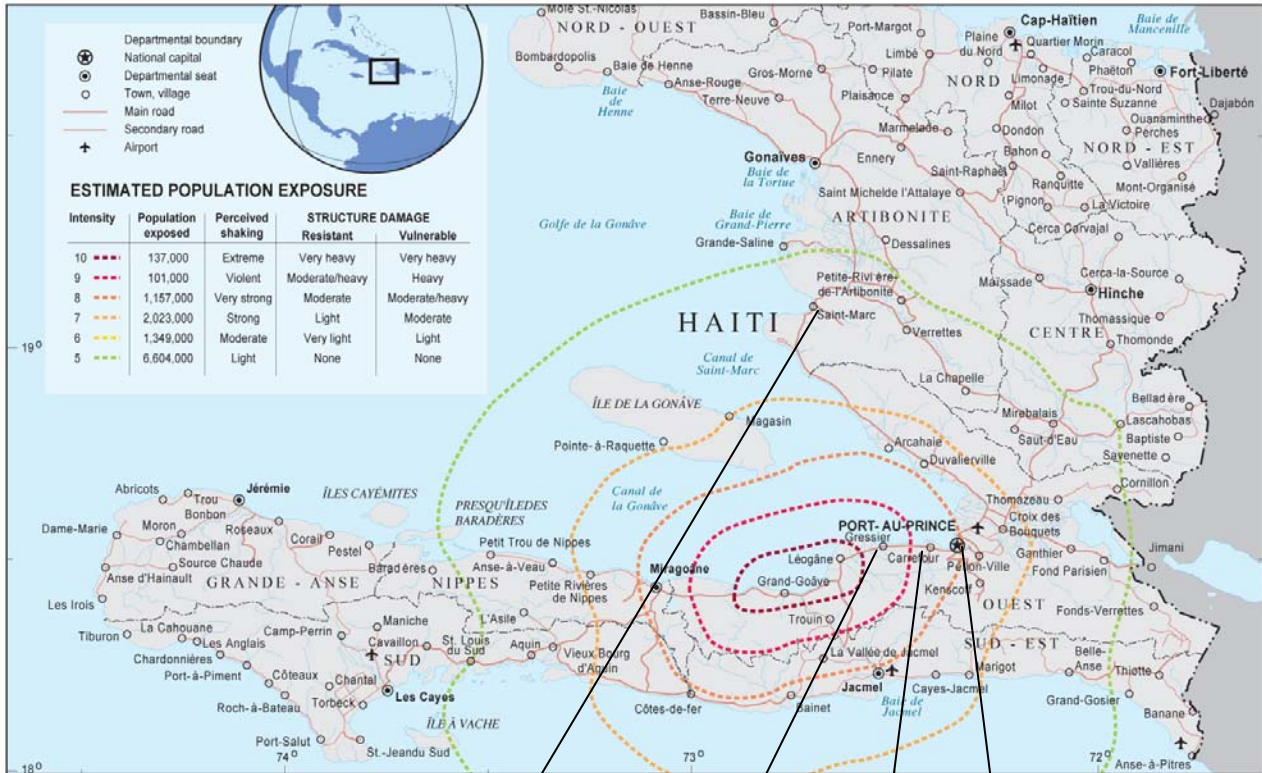 Departmental boundary
National capital
Departmental seat
Town, village
Main road
Secondary road
Airport
ESTIMATED POPULATION EXPOSURE
Intensity Population exposed Perceived shaking STRUCTURE DAMAGE
Resistant Vulnerable
10 137,000 Extreme Very heavy Very heavy
9 101,000 Violent Moderate/heavy Heavy
8 1,157,000 Very strong Moderate Moderate/heavy
7 2,023,000 Strong Light Moderate
6 1,349,000 Moderate Very light Light
5 6,604,000 Light None None
Môle St.-Nicolas
NORD - OUEST
Bassin-Bleu
Port-Margot
Cap-Haïtien
Baie de
Mancenille
Plaine
du Nord
Quartier Morin
Limbé
Caracol
Bombardopolis
Baie de Henne
Gros-Morne
Pilate
NORD
Limonade
Phaëton
Fort-Liberté
Anse-Rouge
Baie
de
Henne
Terre-Neuve
Plaisance
Milot
Trou-du-Nord
Sainte Suzanne
Dajabón
Ouanaminthe
Perches
Marmelade
Dondon
NORD - EST
Gonaïves
Ennery
Bahon
Vallières
Baie de
la Tortue
Saint-Raphaël
Ranquitte
Mont-Organisé
Saint Michelde l'Attalaye
Pignon
La Victoire
Golfe de la Gonâve
Baie de
Grand-Pierre
ARTIBONITE
Cerca Carvajal
Grande-Saline
Dessalines
Petite-Rivière-
de-l'Artibonite
Maïssade
Cerca-la-Source
Hinche
HAITI
Saint-Marc
Verrettes
CENTRE
Thomassique
Thomonde
19°
Canal de
Saint-Marc
La Chapelle
Belladère
ÎLE DE LA GONÂVE
Magasin
Mirebalais
Lascahobas
Saut-d'Eau
Baptiste
Pointe-à-Raquette
Arcahaie
Savenette
Duvalierville
Cornillon
Abricots
Jérémie
ÎLES CAYÉMITES
Canal de
la Gonâve
Thomazeau
Trou
Bonbon
PRESQU'ÎLEDES
BARADÈRES
PORT-AU-PRINCE
Croix des
Bouquets
Dame-Marie
Moron
Roseaux
Corail
Petit Trou de Nippes
Gressier
Chambellan
Pestel
Anse-à-Veau
Miragoâne
Léogâne
Carrefour
Pétion-Ville
Ganthier
Jimani
Source Chaude
Baradères
Fond Parisien
Anse d'Hainault
GRANDE - ANSE
NIPPES
Petite Rivières
de Nippes
Grand-Goâve
Kenscoff
OUEST
Les Irois
L'Asile
Trouin
Fonds-Verrettes
Tiburon
La Cahouane
Camp-Perrin
Maniche
Les Anglais
Cavaillon
St. Louis
du Sud
Aquin
Vieux Bourg
d'Aquin
La Vallée de Jacmel
SUD - EST
Chardonnières
SUD
Marigot
Belle-
Anse
Thiotte
Port-à-Piment
Côteaux
Chantal
Les Cayes
Jacmel
Cayes-Jacmel
Grand-Gosier
Roch-à-Bateau
Torbeck
Côtes-de-fer
Bainet
Baie de
Jacmel
Banane
ÎLE À VACHE
Port-Salut
St.-Jeandu Sud
Anse-à-Pitres
18°
74°
73°
72°